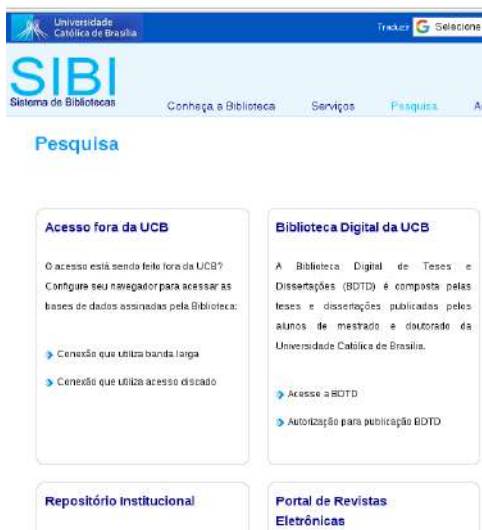 Universidade
Católica de Brasília
Traduzir G Selecione
SIBI
Sistema de Bibliotecas
Conheça a Biblioteca Serviços Pesquisa A
Pesquisa
Acesso fora da UCB
O acesso está sendo feito fora da UCB?
Configure seu navegador para acessar as
bases de dados assinadas pela Biblioteca:
Conexão que utiliza banda larga
Conexão que utiliza acesso discado
Biblioteca Digital da UCB
A Biblioteca Digital de Teses e
Dissertações (BDTD) é composta pelas
teses e dissertações publicadas pelos
alunos de mestrado e doutorado da
Universidade Católica de Brasília.
Acesse a BDTD
Autorização para publicação BDTD
Repositório Institucional
Portal de Revistas
Eletrônicas